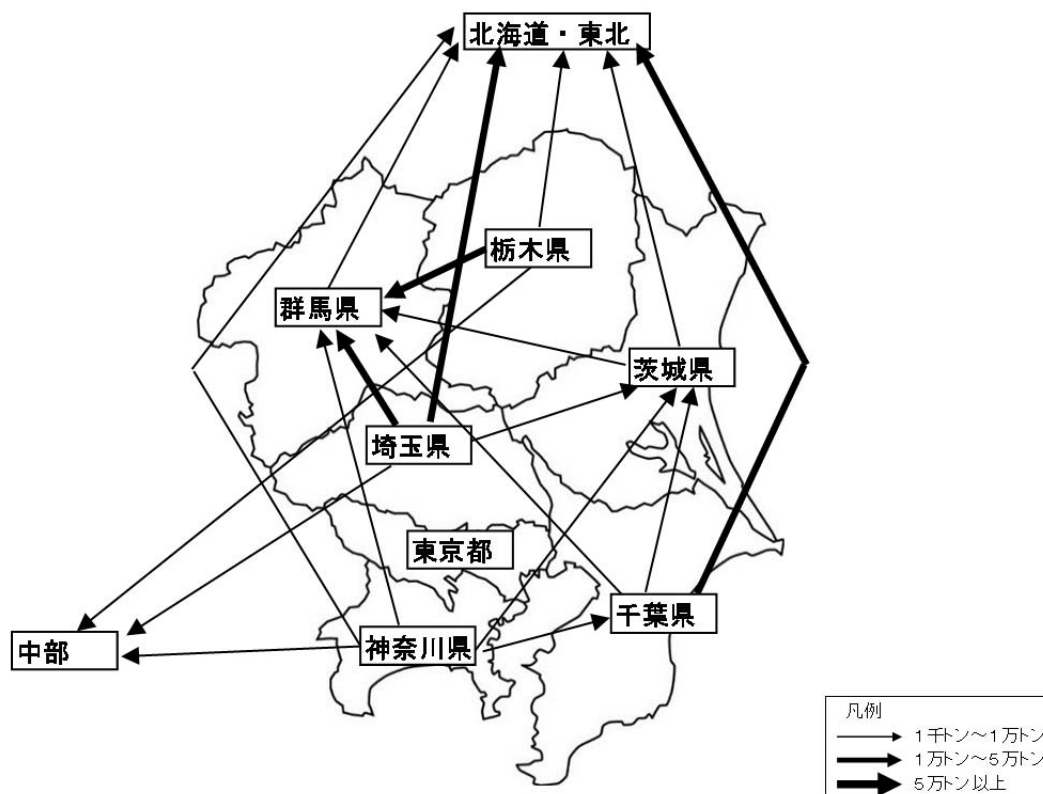 北海道・東北
栃木県
群馬県
茨城県
埼玉県
東京都
千葉県
神奈川県
中部
凡例
1千トン～1万トン
1万トン～5万トン
5万トン以上